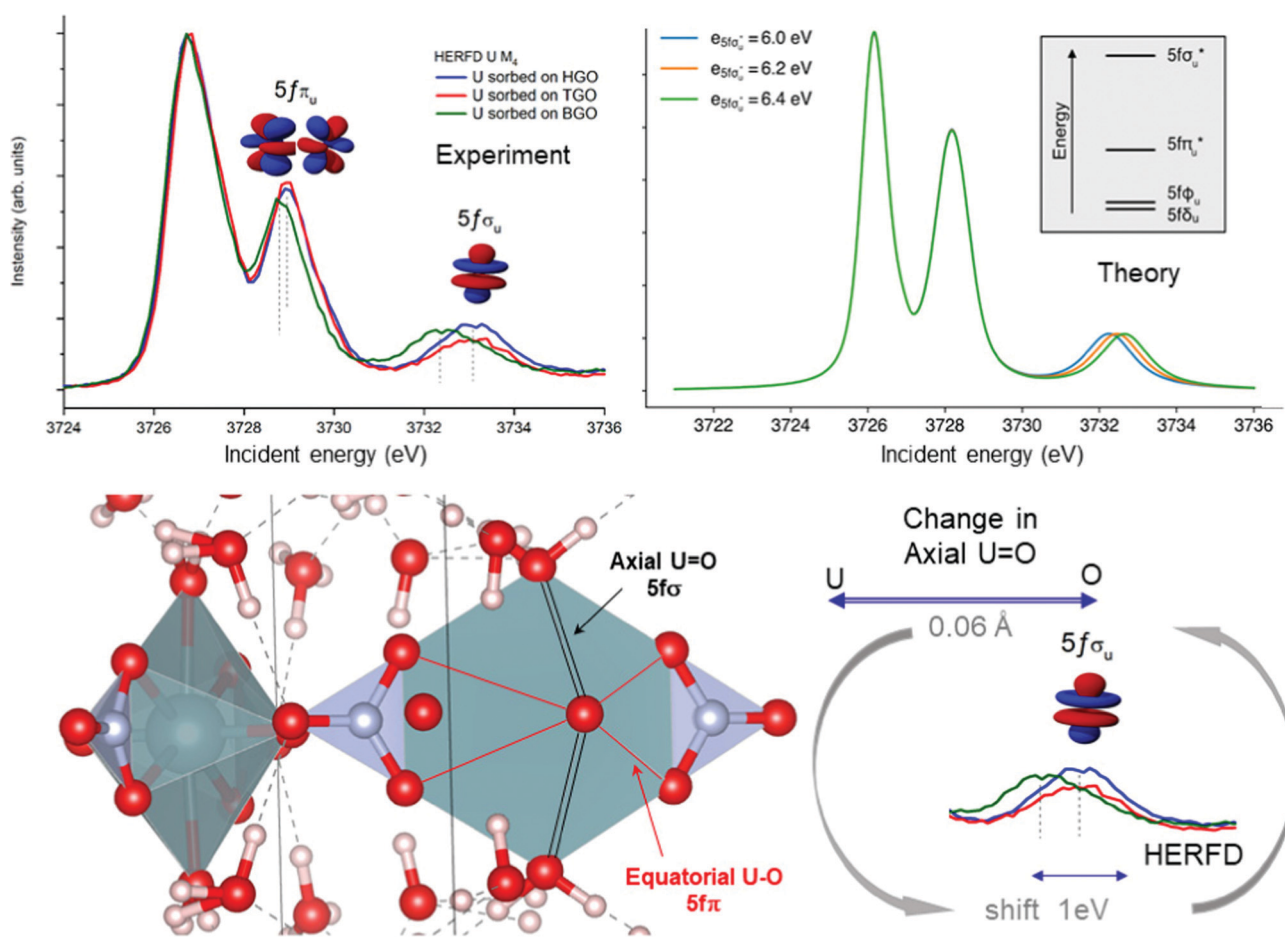 HERFD U M4
U sorbed on HGO
U sorbed on TGO
U sorbed on BGO
5fπu
Experiment
5fσu
Instensity (arb. units)
3724 3726 3728 3730 3732 3734 3736
Incident energy (eV)
e5fσu* = 6.0 eV
e5fσu* = 6.2 eV
e5fσu* = 6.4 eV
Energy
5fσu*
5fπu*
5fϕu
5fδu
Theory
3722 3724 3726 3728 3730 3732 3734 3736
Incident energy (eV)
Axial U=O
5fσ
Equatorial U-O
5fπ
Change in
Axial U=O
U O
0.06 Å
5fσu
HERFD
shift 1eV